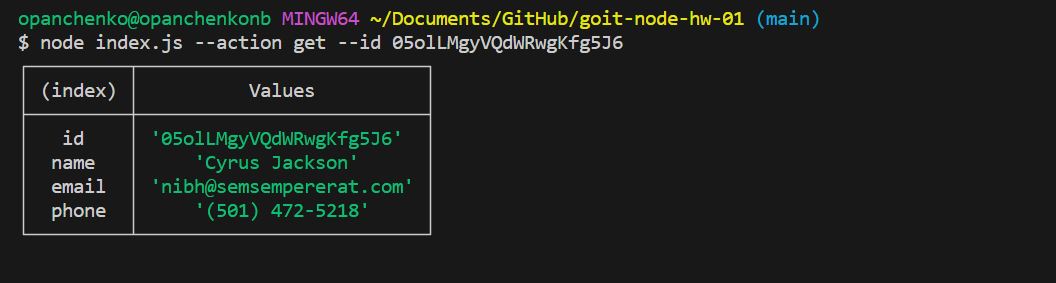 opanchenko@opanchenkonb MINGW64 ~/Documents/GitHub/goit-node-hw-01 (main)
$ node index.js --action get --id 05olLMgyVQdWRwgKfg5J6
(index) Values
id '05olLMgyVQdWRwgKfg5J6'
name 'Cyrus Jackson'
email 'nibh@semsempererat.com'
phone '(501) 472-5218'